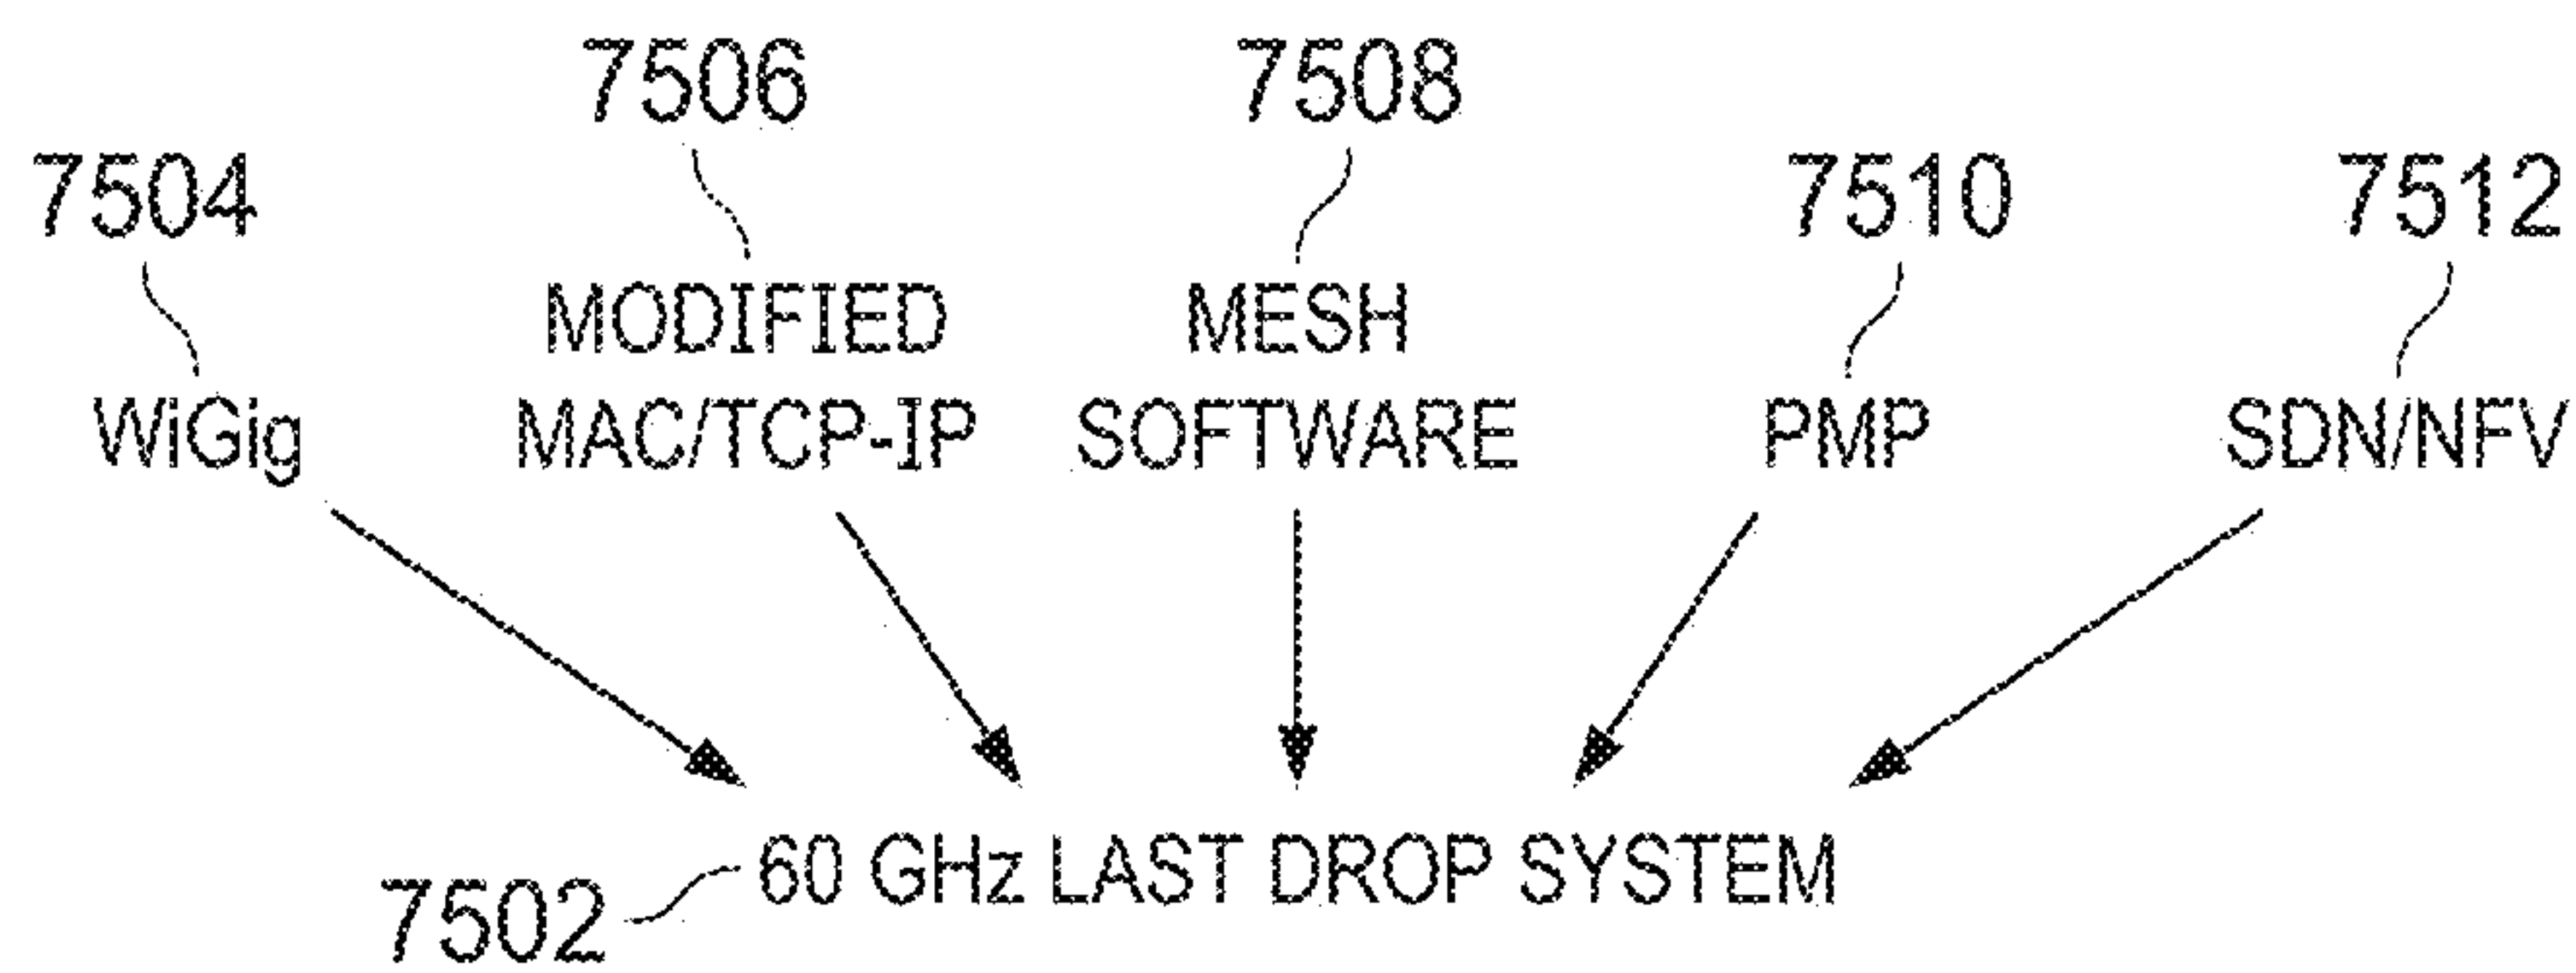 7506 7508
7504 7510 7512
MODIFIED MESH
WiGig MAC/TCP-IP SOFTWARE PMP SDN/NFV
60 GHz LAST DROP SYSTEM
7502